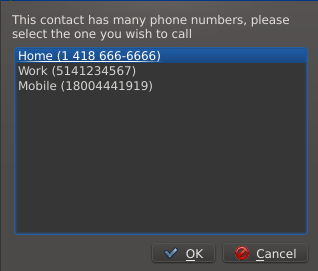 This contact has many phone numbers, please
select the one you wish to call
Home (1 418 666-6666)
Work (5141234567)
Mobile (18004441919)
OK
Cancel